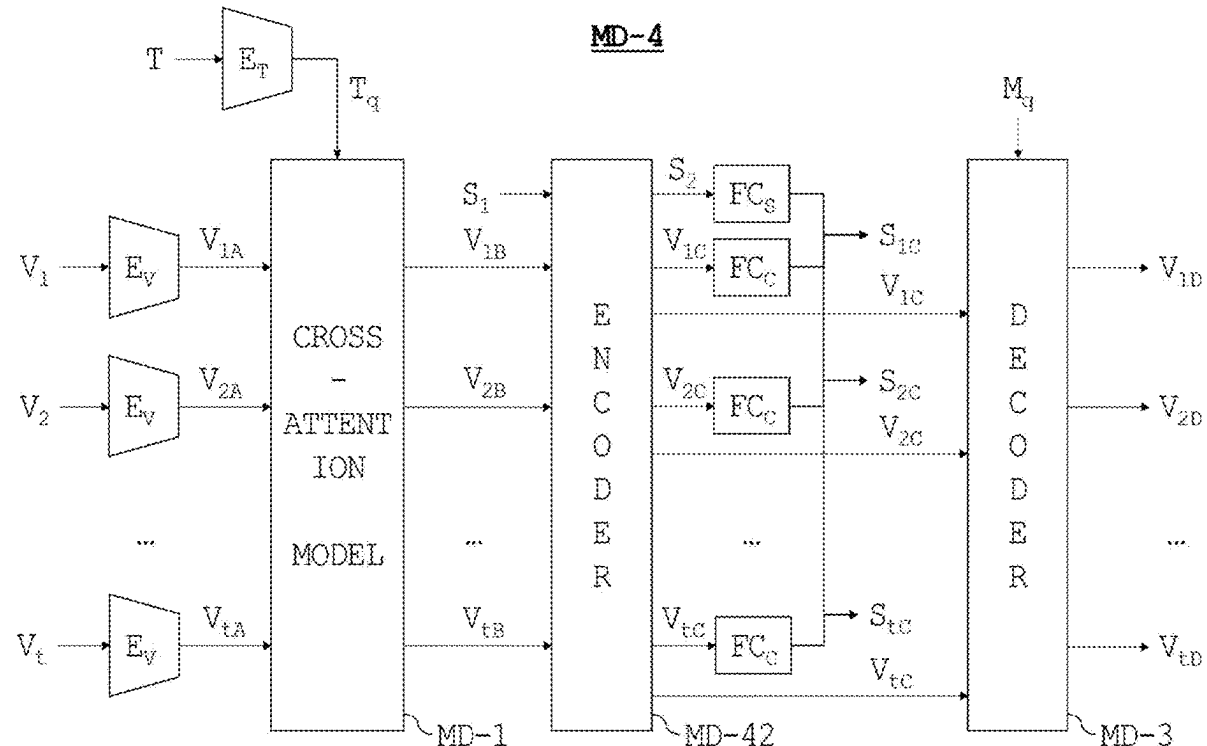 MD-4
T
E_T
T_q
M_q
S_1
S_2
FC_S
S_1C
V_1
E_V
V_1A
V_1B
V_1C
FC_C
V_1C
V_1D
CROSS
-
ATTENT
ION
MODEL
ENCODER
DECODER
V_2
E_V
V_2A
V_2B
V_2C
FC_C
S_2C
V_2C
V_2D
...
...
...
...
V_t
E_V
V_tA
V_tB
V_tC
FC_C
S_tC
V_tC
V_tD
MD-1
MD-42
MD-3